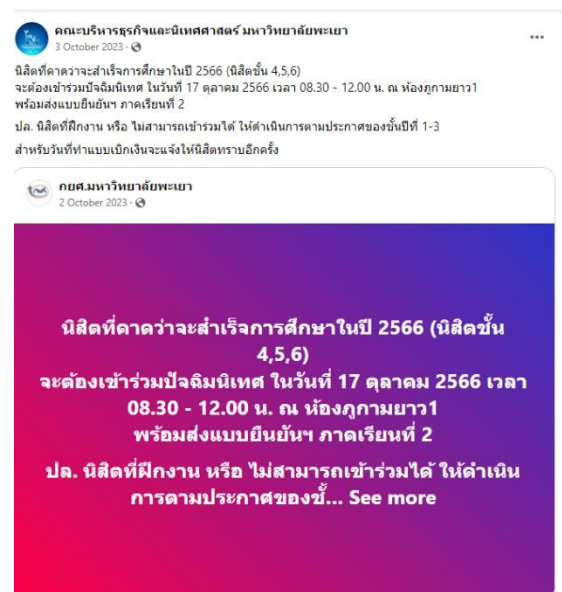 คณะบริหารธุรกิจและนิเทศศาสตร์ มหาวิทยาลัยพะเยา
3 October 2023 ·
นิสิตที่คาดว่าจะสำเร็จการศึกษาในปี 2566 (นิสิตชั้น 4,5,6)
จะต้องเข้าร่วมปัจฉิมนิเทศ ในวันที่ 17 ตุลาคม 2566 เวลา 08.30 - 12.00 น. ณ ห้องภูกามยาว1
พร้อมส่งแบบยืนยันฯ ภาคเรียนที่ 2
ปล. นิสิตที่ฝึกงาน หรือ ไม่สามารถเข้าร่วมได้ ให้ดำเนินการตามประกาศของชั้นปีที่ 1-3
สำหรับวันที่ทำแบบเบิกเงินจะแจ้งให้นิสิตทราบอีกครั้ง
กยศ.มหาวิทยาลัยพะเยา
2 October 2023 ·
นิสิตที่คาดว่าจะสำเร็จการศึกษาในปี 2566 (นิสิตชั้น
4,5,6)
จะต้องเข้าร่วมปัจฉิมนิเทศ ในวันที่ 17 ตุลาคม 2566 เวลา
08.30 - 12.00 น. ณ ห้องภูกามยาว1
พร้อมส่งแบบยืนยันฯ ภาคเรียนที่ 2
ปล. นิสิตที่ฝึกงาน หรือ ไม่สามารถเข้าร่วมได้ ให้ดำเนิน
การตามประกาศของชั้... See more